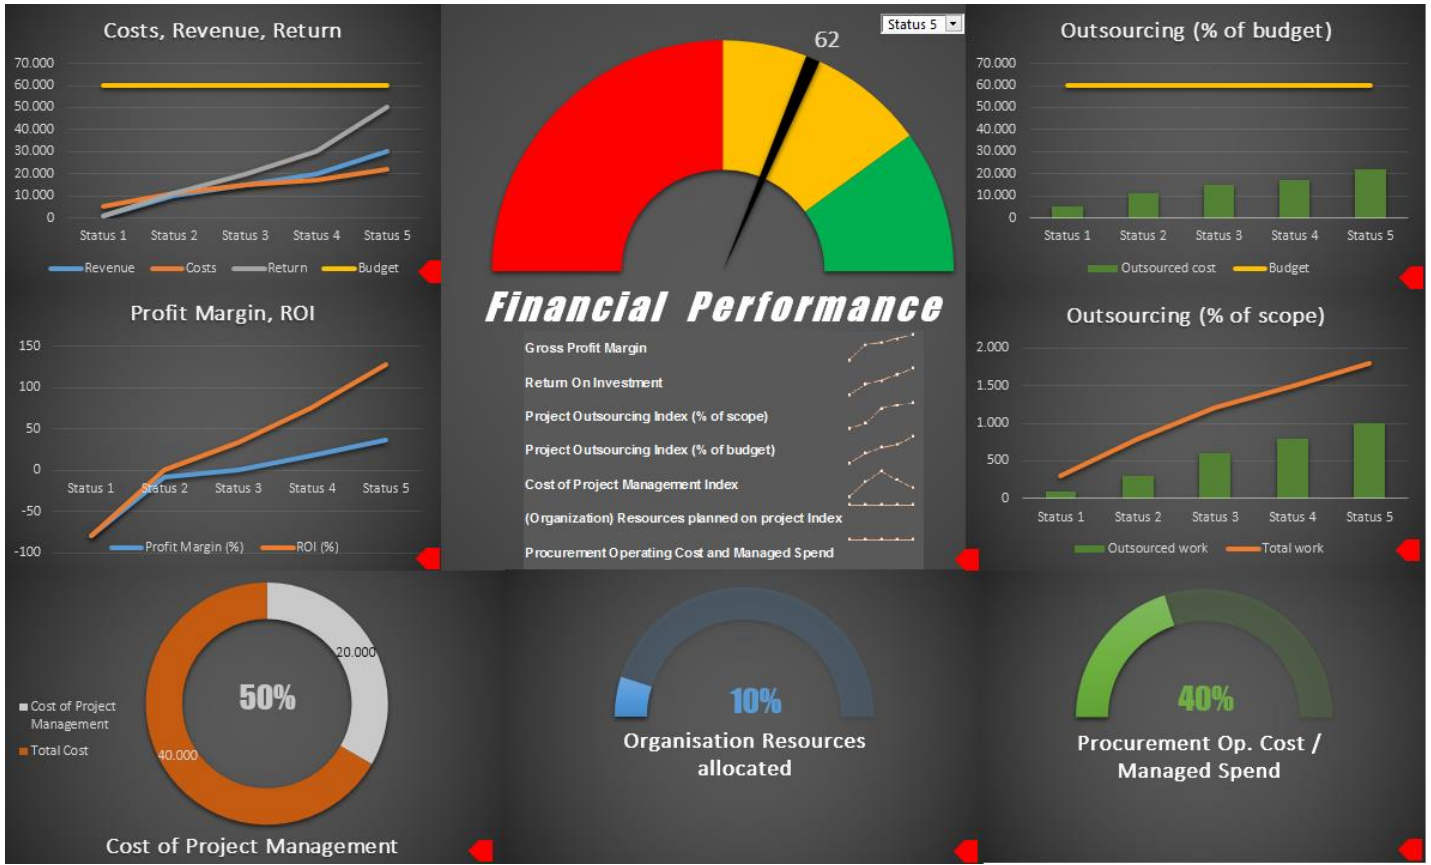 Costs, Revenue, Return
70.000
60.000
50.000
40.000
30.000
20.000
10.000
0
Status 1 Status 2 Status 3 Status 4 Status 5
Revenue Costs Return Budget
Status 5
62
Financial Performance
Gross Profit Margin
Return On Investment
Project Outsourcing Index (% of scope)
Project Outsourcing Index (% of budget)
Cost of Project Management Index
(Organization) Resources planned on project Index
Procurement Operating Cost and Managed Spend
Outsourcing (% of budget)
70.000
60.000
50.000
40.000
30.000
20.000
10.000
0
Status 1 Status 2 Status 3 Status 4 Status 5
Outsourced cost Budget
Profit Margin, ROI
150
100
50
0
-50
-100
Status 1 Status 2 Status 3 Status 4 Status 5
Profit Margin (%) ROI (%)
Outsourcing (% of scope)
2.000
1.500
1.000
500
0
Status 1 Status 2 Status 3 Status 4 Status 5
Outsourced work Total work
20.000
50%
Cost of Project
Management
Total Cost
40.000
Cost of Project Management
10%
Organisation Resources
allocated
40%
Procurement Op. Cost /
Managed Spend